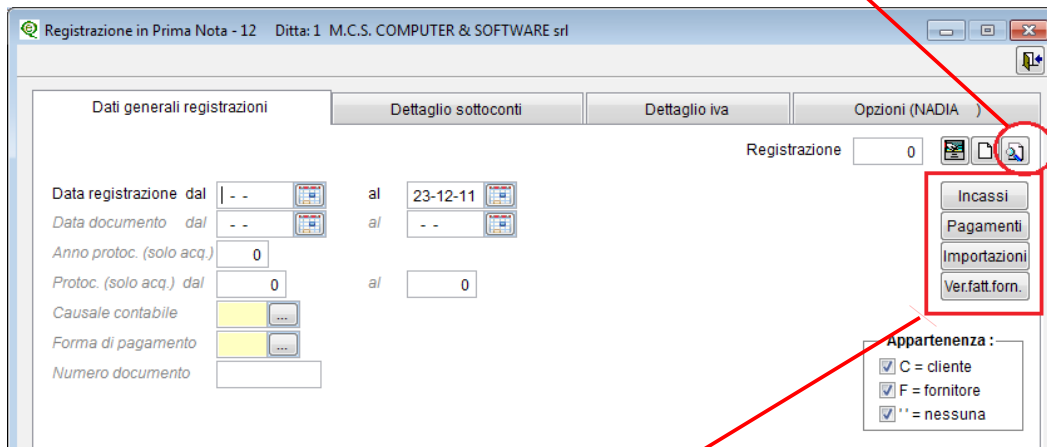 Registrazione in Prima Nota - 12 Ditta: 1 M.C.S. COMPUTER & SOFTWARE srl
Dati generali registrazioni Dettaglio sottoconti Dettaglio iva Opzioni (NADIA )
Registrazione 0
Data registrazione dal - - al 23-12-11
Data documento dal - - al - -
Anno protoc. (solo acq.) 0
Protoc. (solo acq.) dal 0 al 0
Causale contabile ...
Forma di pagamento ...
Numero documento
Incassi
Pagamenti
Importazioni
Ver.fatt.forn.
Appartenenza :
C = cliente
F = fornitore
' ' = nessuna